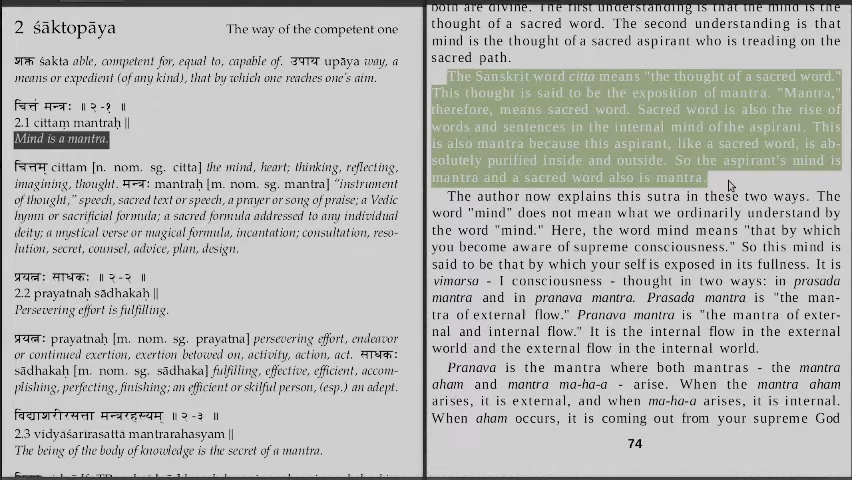 2 śāktopāya The way of the competent one
शक्त śakta able, competent for, equal to, capable of. उपाय upāya way, a
means or expedient (of any kind), that by which one reaches one's aim.
चित्तं मन्त्रः ॥ २-१ ॥
2.1 cittaṃ mantraḥ ||
Mind is a mantra.
चित्तम् cittam [n. nom. sg. citta] the mind, heart; thinking, reflecting,
imagining, thought. मन्त्रः mantraḥ [m. nom. sg. mantra] "instrument
of thought," speech, sacred text or speech, a prayer or song of praise; a Vedic
hymn or sacrificial formula; a sacred formula addressed to any individual
deity; a mystical verse or magical formula, incantation; consultation, reso-
lution, secret, counsel, advice, plan, design.
प्रयत्नः साधकः ॥ २-२ ॥
2.2 prayatnaḥ sādhakaḥ ||
Persevering effort is fulfilling.
प्रयत्नः prayatnaḥ [m. nom. sg. prayatna] persevering effort, endeavor
or continued exertion, exertion betowed on, activity, action, act. साधकः
sādhakaḥ [m. nom. sg. sādhaka] fulfilling, effective, efficient, accom-
plishing, perfecting, finishing; an efficient or skilful person, (esp.) an adept.
विद्याशरीरसत्ता मन्त्ररहस्यम् ॥ २-३ ॥
2.3 vidyāśarīrasattā mantrarahasyam ||
The being of the body of knowledge is the secret of a mantra.
both are divine. The first understanding is that the mind is the
thought of a sacred word. The second understanding is that
mind is the thought of a sacred aspirant who is treading on the
sacred path.
The Sanskrit word citta means "the thought of a sacred word."
This thought is said to be the exposition of mantra. "Mantra,"
therefore, means sacred word. Sacred word is also the rise of
words and sentences in the internal mind of the aspirant. This
is also mantra because this aspirant, like a sacred word, is ab-
solutely purified inside and outside. So the aspirant's mind is
mantra and a sacred word also is mantra.
The author now explains this sutra in these two ways. The
word "mind" does not mean what we ordinarily understand by
the word "mind." Here, the word mind means "that by which
you become aware of supreme consciousness." So this mind is
said to be that by which your self is exposed in its fullness. It is
vimarsa - I consciousness - thought in two ways: in prasada
mantra and in pranava mantra. Prasada mantra is "the man-
tra of external flow." Pranava mantra is "the mantra of exter-
nal and internal flow." It is the internal flow in the external
world and the external flow in the internal world.
Pranava is the mantra where both mantras - the mantra
aham and mantra ma-ha-a - arise. When the mantra aham
arises, it is external, and when ma-ha-a arises, it is internal.
When aham occurs, it is coming out from your supreme God
74